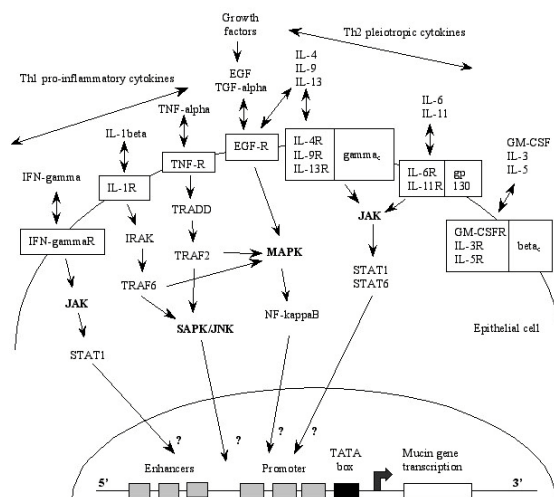 Growth
factors
Th2 pleiotropic cytokines
Th1 pro-inflammatory cytokines
EGF
TGF-alpha
IL-4
IL-9
IL-13
TNF-alpha
IL-6
IL-11
IL-1beta
GM-CSF
IL-3
IL-5
IFN-gamma
EGF-R
TNF-R
IL-4R
IL-9R
IL-13R
gammac
IL-1R
IL-6R
IL-11R
gp
130
IFN-gammaR
TRADD
JAK
GM-CSFR
IL-3R
IL-5R
betac
IRAK
TRAF2
MAPK
TRAF6
STAT1
STAT6
JAK
SAPK/JNK
NF-kappaB
Epithelial cell
STAT1
?
?
?
?
Enhancers
Promoter
TATA
box
Mucin gene
transcription
5'
3'